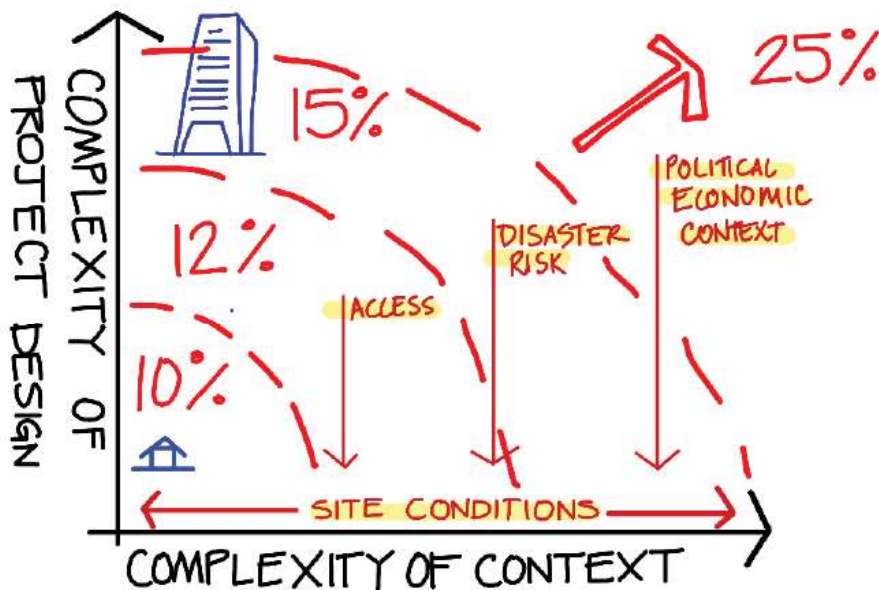 COMPLEXITY OF
PROJECT DESIGN
15%
25%
12%
10%
ACCESS
DISASTER
RISK
POLITICAL
ECONOMIC
CONTEXT
SITE CONDITIONS
COMPLEXITY OF CONTEXT